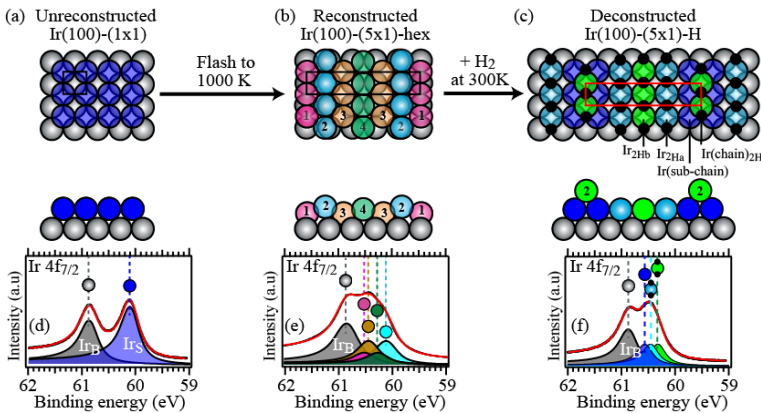 (a) Unreconstructed
Ir(100)-(1x1)
Flash to
1000 K
(b) Reconstructed
Ir(100)-(5x1)-hex
1 2 3 4 3 2 1
+ H2
at 300K
(c) Deconstructed
Ir(100)-(5x1)-H
Ir2Hb Ir2Ha Ir(chain)2H
Ir(sub-chain)
1 2 3 4 3 2 1
2 2
Ir 4f7/2
(d)
IrB IrS
Intensity (a.u)
62 61 60 59
Binding energy (eV)
Ir 4f7/2
(e)
IrB
Intensity (a.u)
62 61 60 59
Binding energy (eV)
Ir 4f7/2
(f)
IrB
Intensity (a.u)
62 61 60 59
Binding energy (eV)